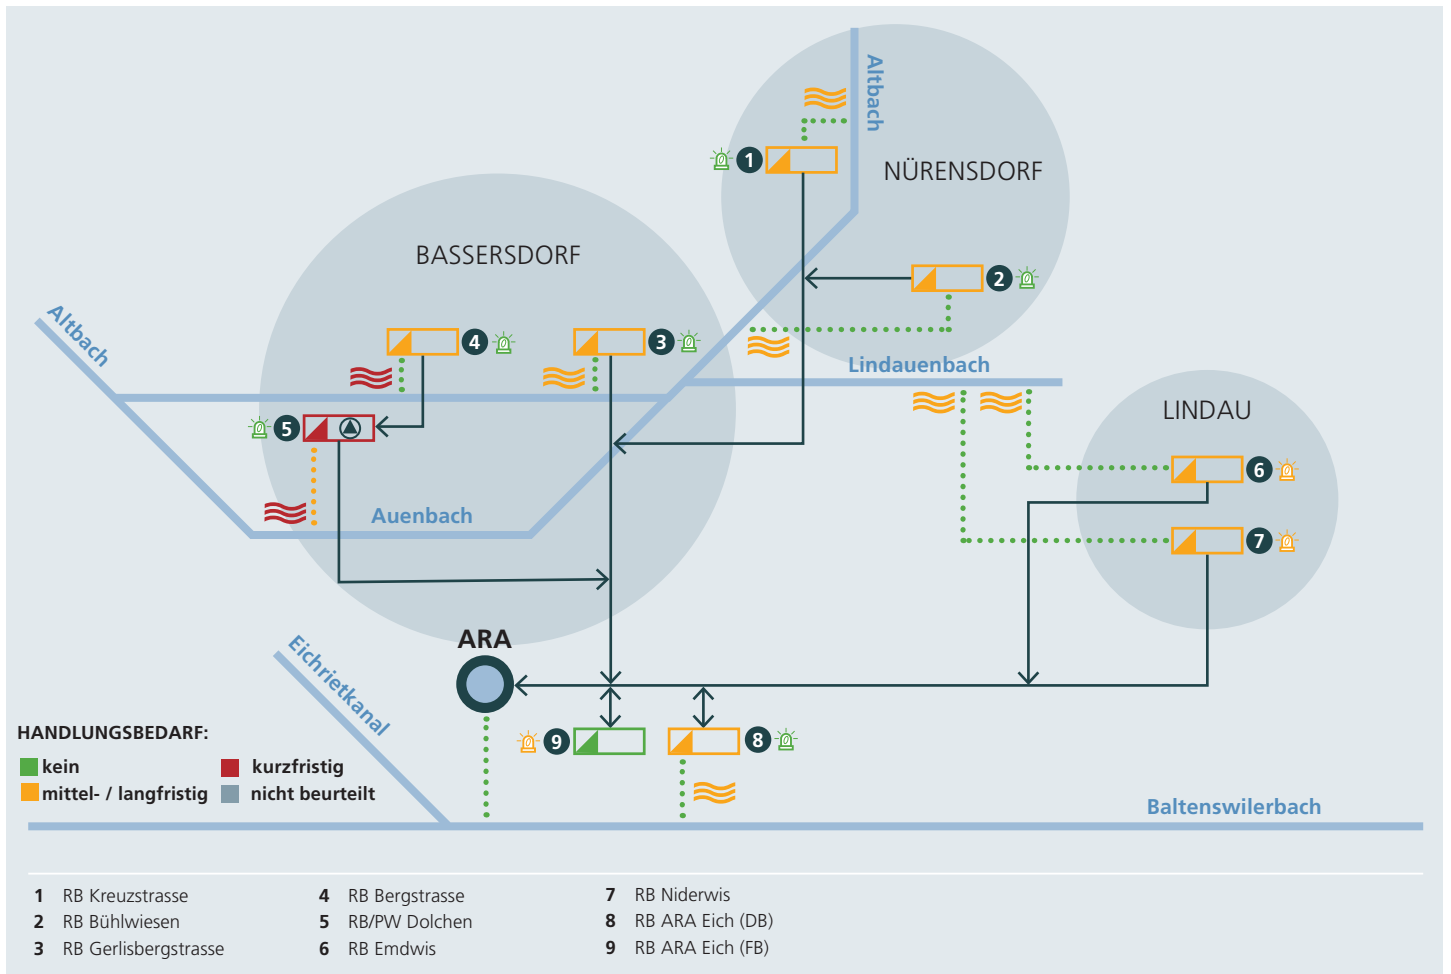 Altbach
1
NÜRENSDORF
BASSERSDORF
2
Altbach
4
3
Lindauenbach
LINDAU
5
6
Auenbach
7
ARA
Eichrietkanal
HANDLUNGSBEDARF:
9
8
kein
kurzfristig
mittel- / langfristig
nicht beurteilt
Baltenswilerbach
1 RB Kreuzstrasse
2 RB Bühlwiesen
3 RB Gerlisbergstrasse
4 RB Bergstrasse
5 RB/PW Dolchen
6 RB Emdwis
7 RB Niderwis
8 RB ARA Eich (DB)
9 RB ARA Eich (FB)